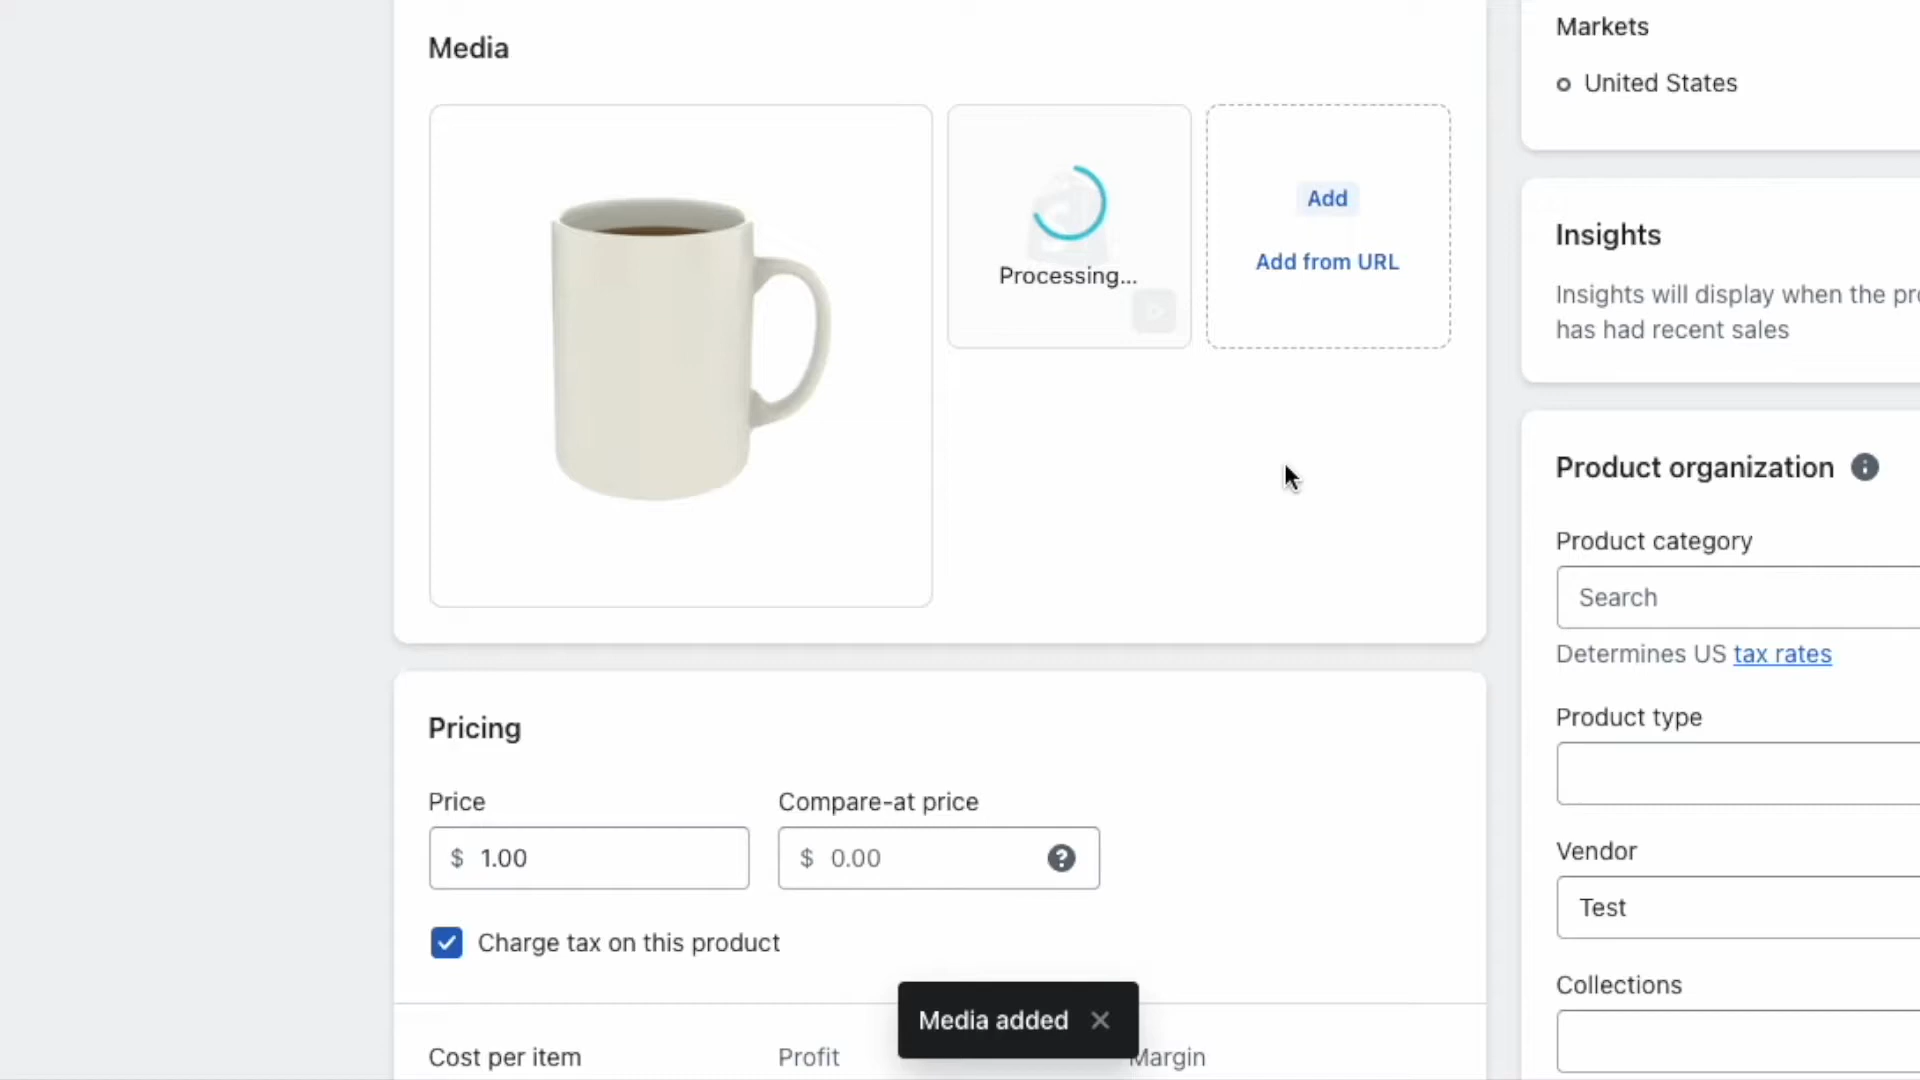 Media
Processing...
Add
Add from URL
Pricing
Price
Compare-at price
$ 1.00
$ 0.00
Charge tax on this product
Media added
Cost per item
Profit
Margin
Markets
United States
Insights
Insights will display when the
has had recent sales
Product organization
Product category
Search
Determines US tax rates
Product type
Vendor
Test
Collections